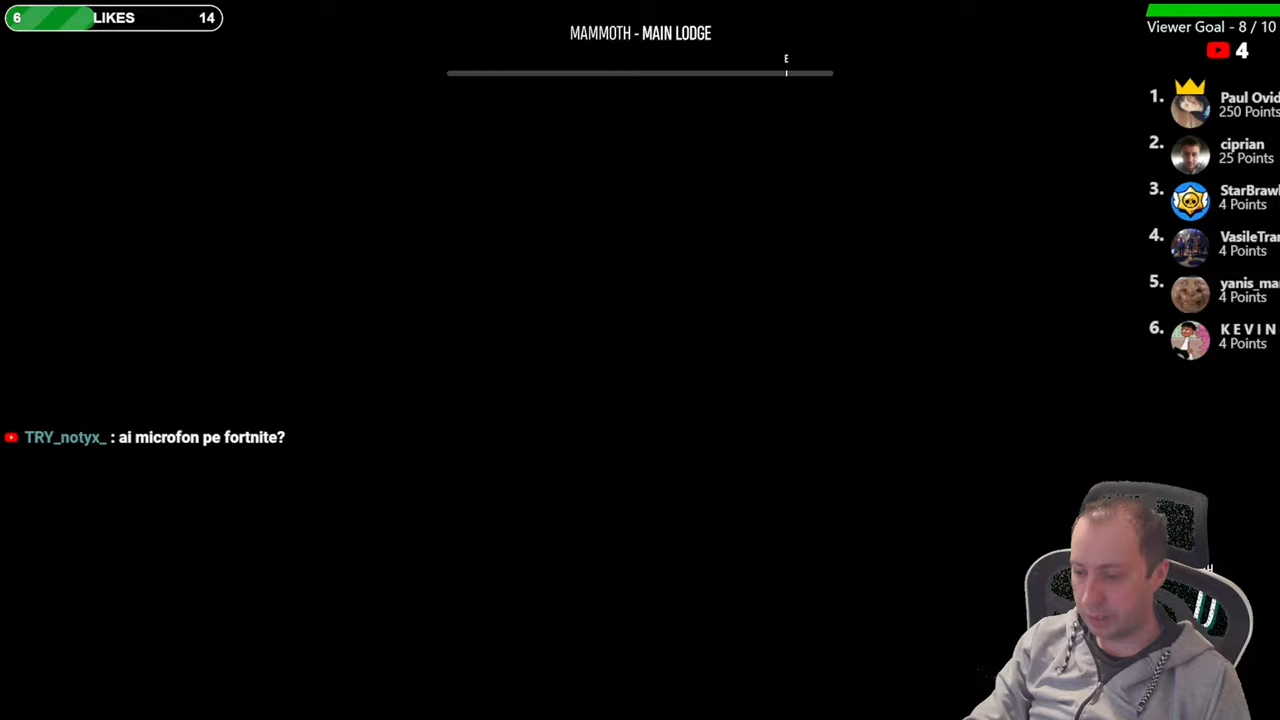 6 LIKES 14
MAMMOTH - MAIN LODGE
E
Viewer Goal - 8 / 10
4
1. Paul Ovid
250 Points
2. ciprian
25 Points
3. StarBrawl
4 Points
4. VasileTran
4 Points
5. yanis_ma
4 Points
6. K E V I N
4 Points
TRY_notyx_ : ai microfon pe fortnite?